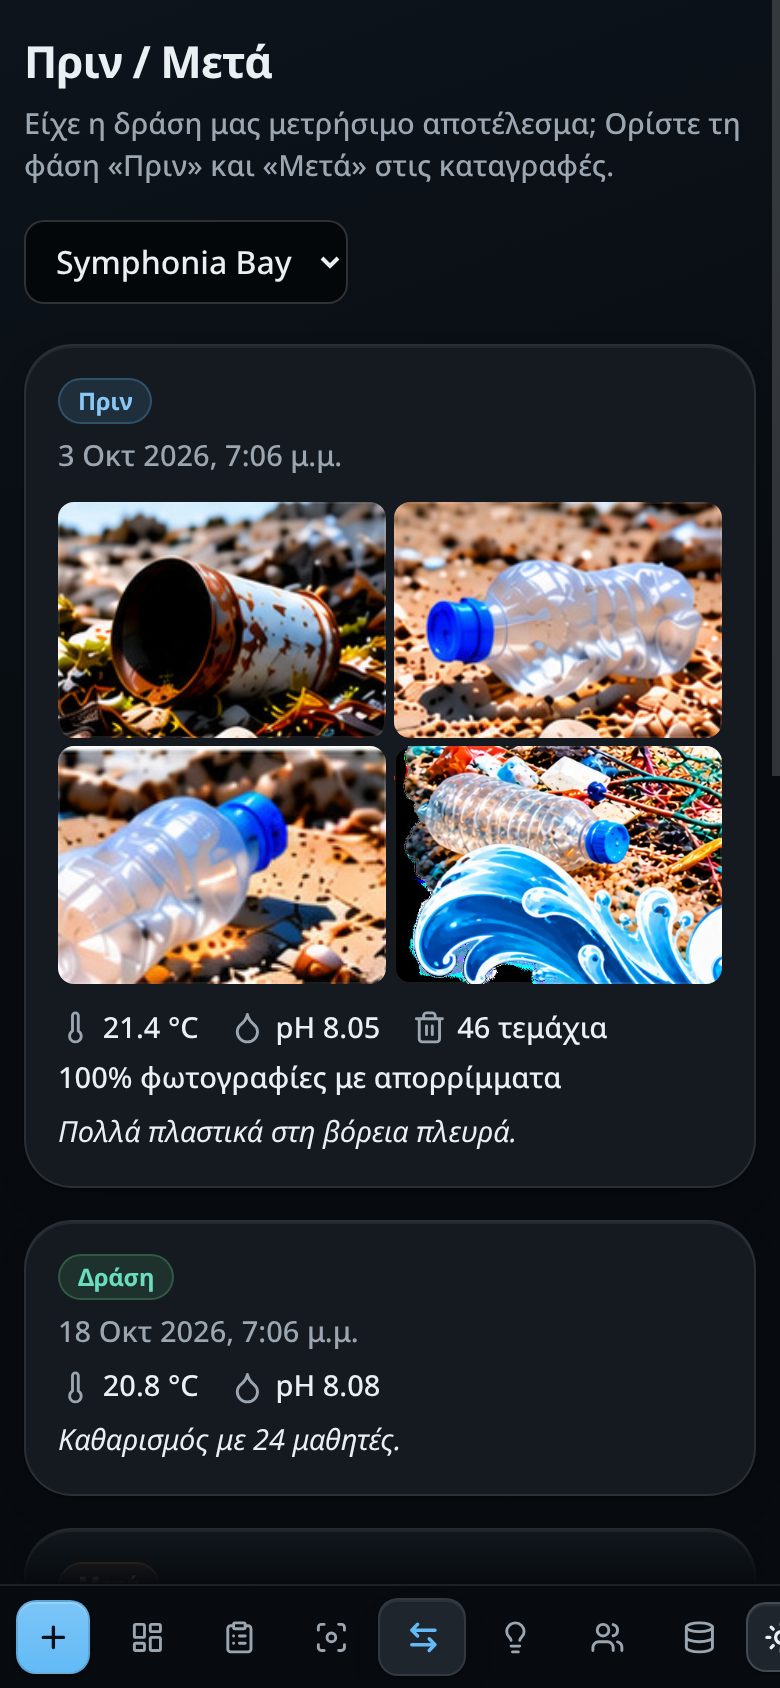 Πριν / Μετά
Είχε η δράση μας μετρήσιμο αποτέλεσμα; Ορίστε τη
φάση «Πριν» και «Μετά» στις καταγραφές.
Symphonia Bay
Πριν
3 Οκτ 2026, 7:06 μ.μ.
21.4 °C pH 8.05 46 τεμάχια
100% φωτογραφίες με απορρίμματα
Πολλά πλαστικά στη βόρεια πλευρά.
Δράση
18 Οκτ 2026, 7:06 μ.μ.
20.8 °C pH 8.08
Καθαρισμός με 24 μαθητές.